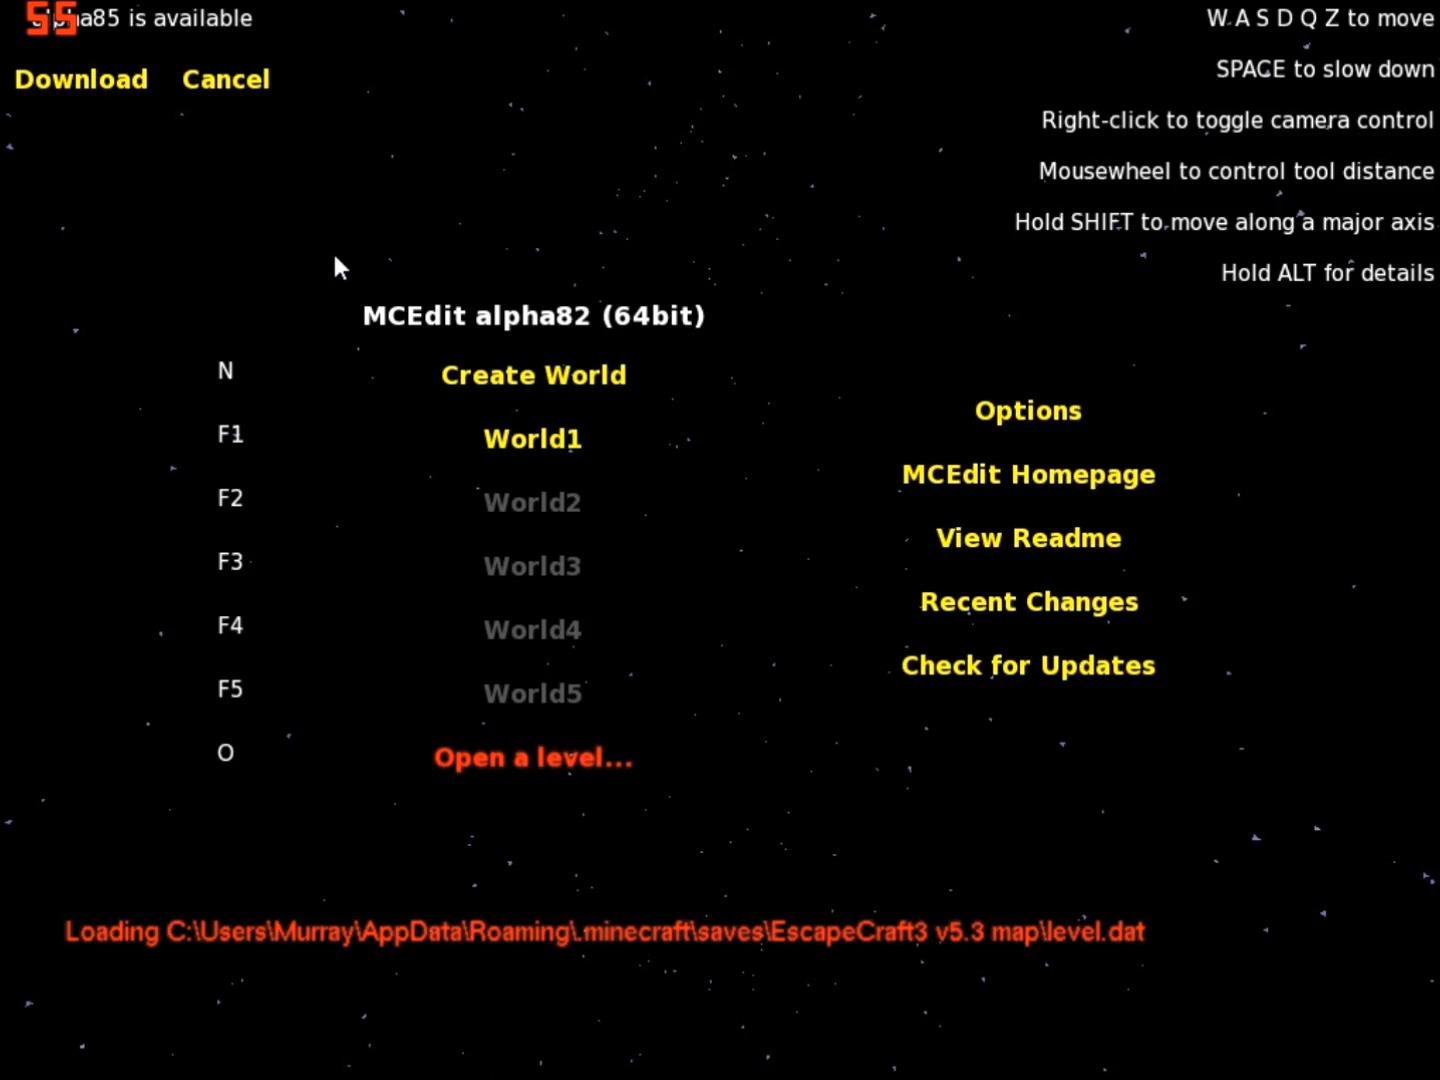 55
alpha85 is available
Download Cancel
W A S D Q Z to move
SPACE to slow down
Right-click to toggle camera control
Mousewheel to control tool distance
Hold SHIFT to move along a major axis
Hold ALT for details
MCEdit alpha82 (64bit)
N Create World
F1 World1
F2 World2
F3 World3
F4 World4
F5 World5
O Open a level...
Options
MCEdit Homepage
View Readme
Recent Changes
Check for Updates
Loading C:\Users\Murray\AppData\Roaming\.minecraft\saves\EscapeCraft3 v5.3 map\level.dat